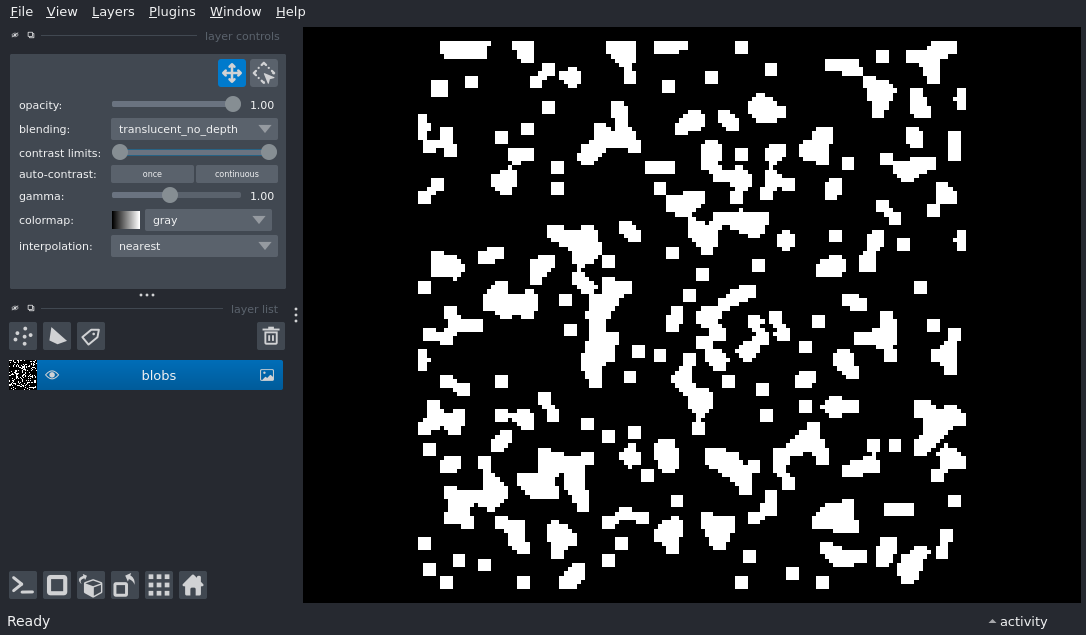 File View Layers Plugins Window Help
layer controls
opacity: 1.00
blending: translucent_no_depth
contrast limits:
auto-contrast: once continuous
gamma: 1.00
colormap: gray
interpolation: nearest
layer list
blobs
Ready activity